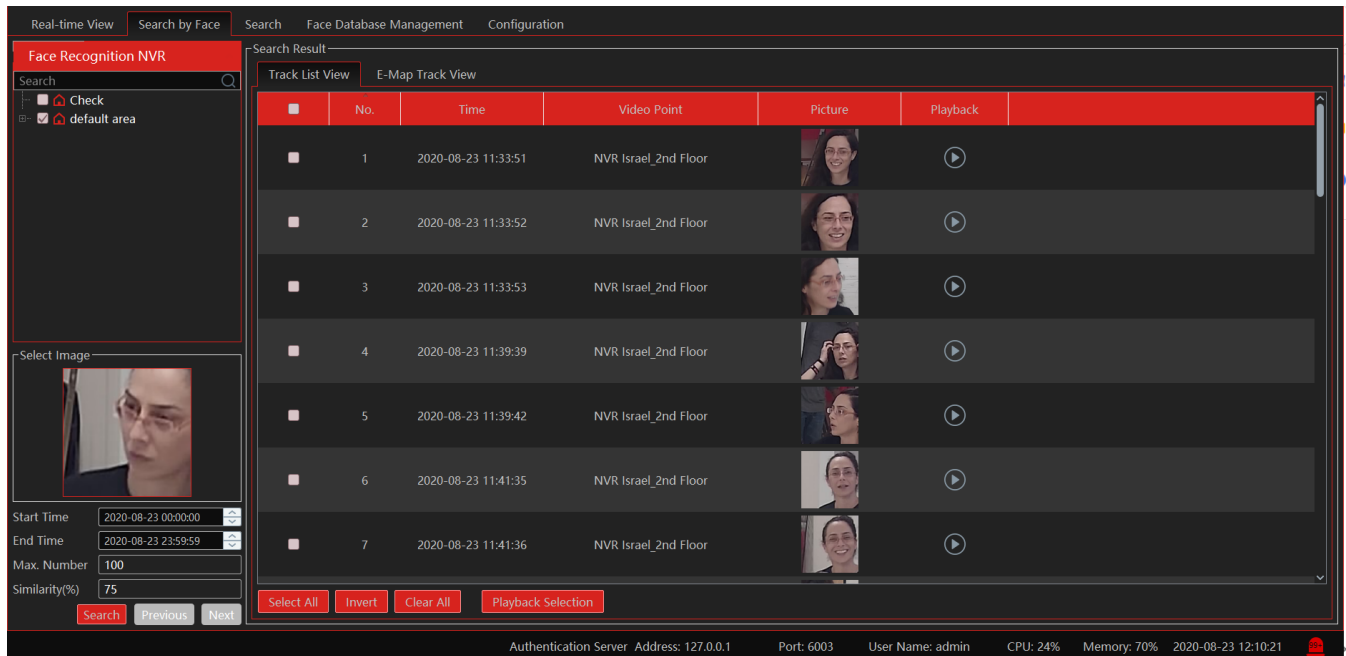 Real-time View Search by Face Search Face Database Management Configuration
Face Recognition NVR
Search
Check
default area
Select Image
Start Time 2020-08-23 00:00:00
End Time 2020-08-23 23:59:59
Max. Number 100
Similarity(%) 75
Search Previous Next
Search Result
Track List View E-Map Track View
No. Time Video Point Picture Playback
1 2020-08-23 11:33:51 NVR Israel_2nd Floor
2 2020-08-23 11:33:52 NVR Israel_2nd Floor
3 2020-08-23 11:33:53 NVR Israel_2nd Floor
4 2020-08-23 11:39:39 NVR Israel_2nd Floor
5 2020-08-23 11:39:42 NVR Israel_2nd Floor
6 2020-08-23 11:41:35 NVR Israel_2nd Floor
7 2020-08-23 11:41:36 NVR Israel_2nd Floor
Select All Invert Clear All Playback Selection
Authentication Server Address: 127.0.0.1 Port: 6003 User Name: admin CPU: 24% Memory: 70% 2020-08-23 12:10:21